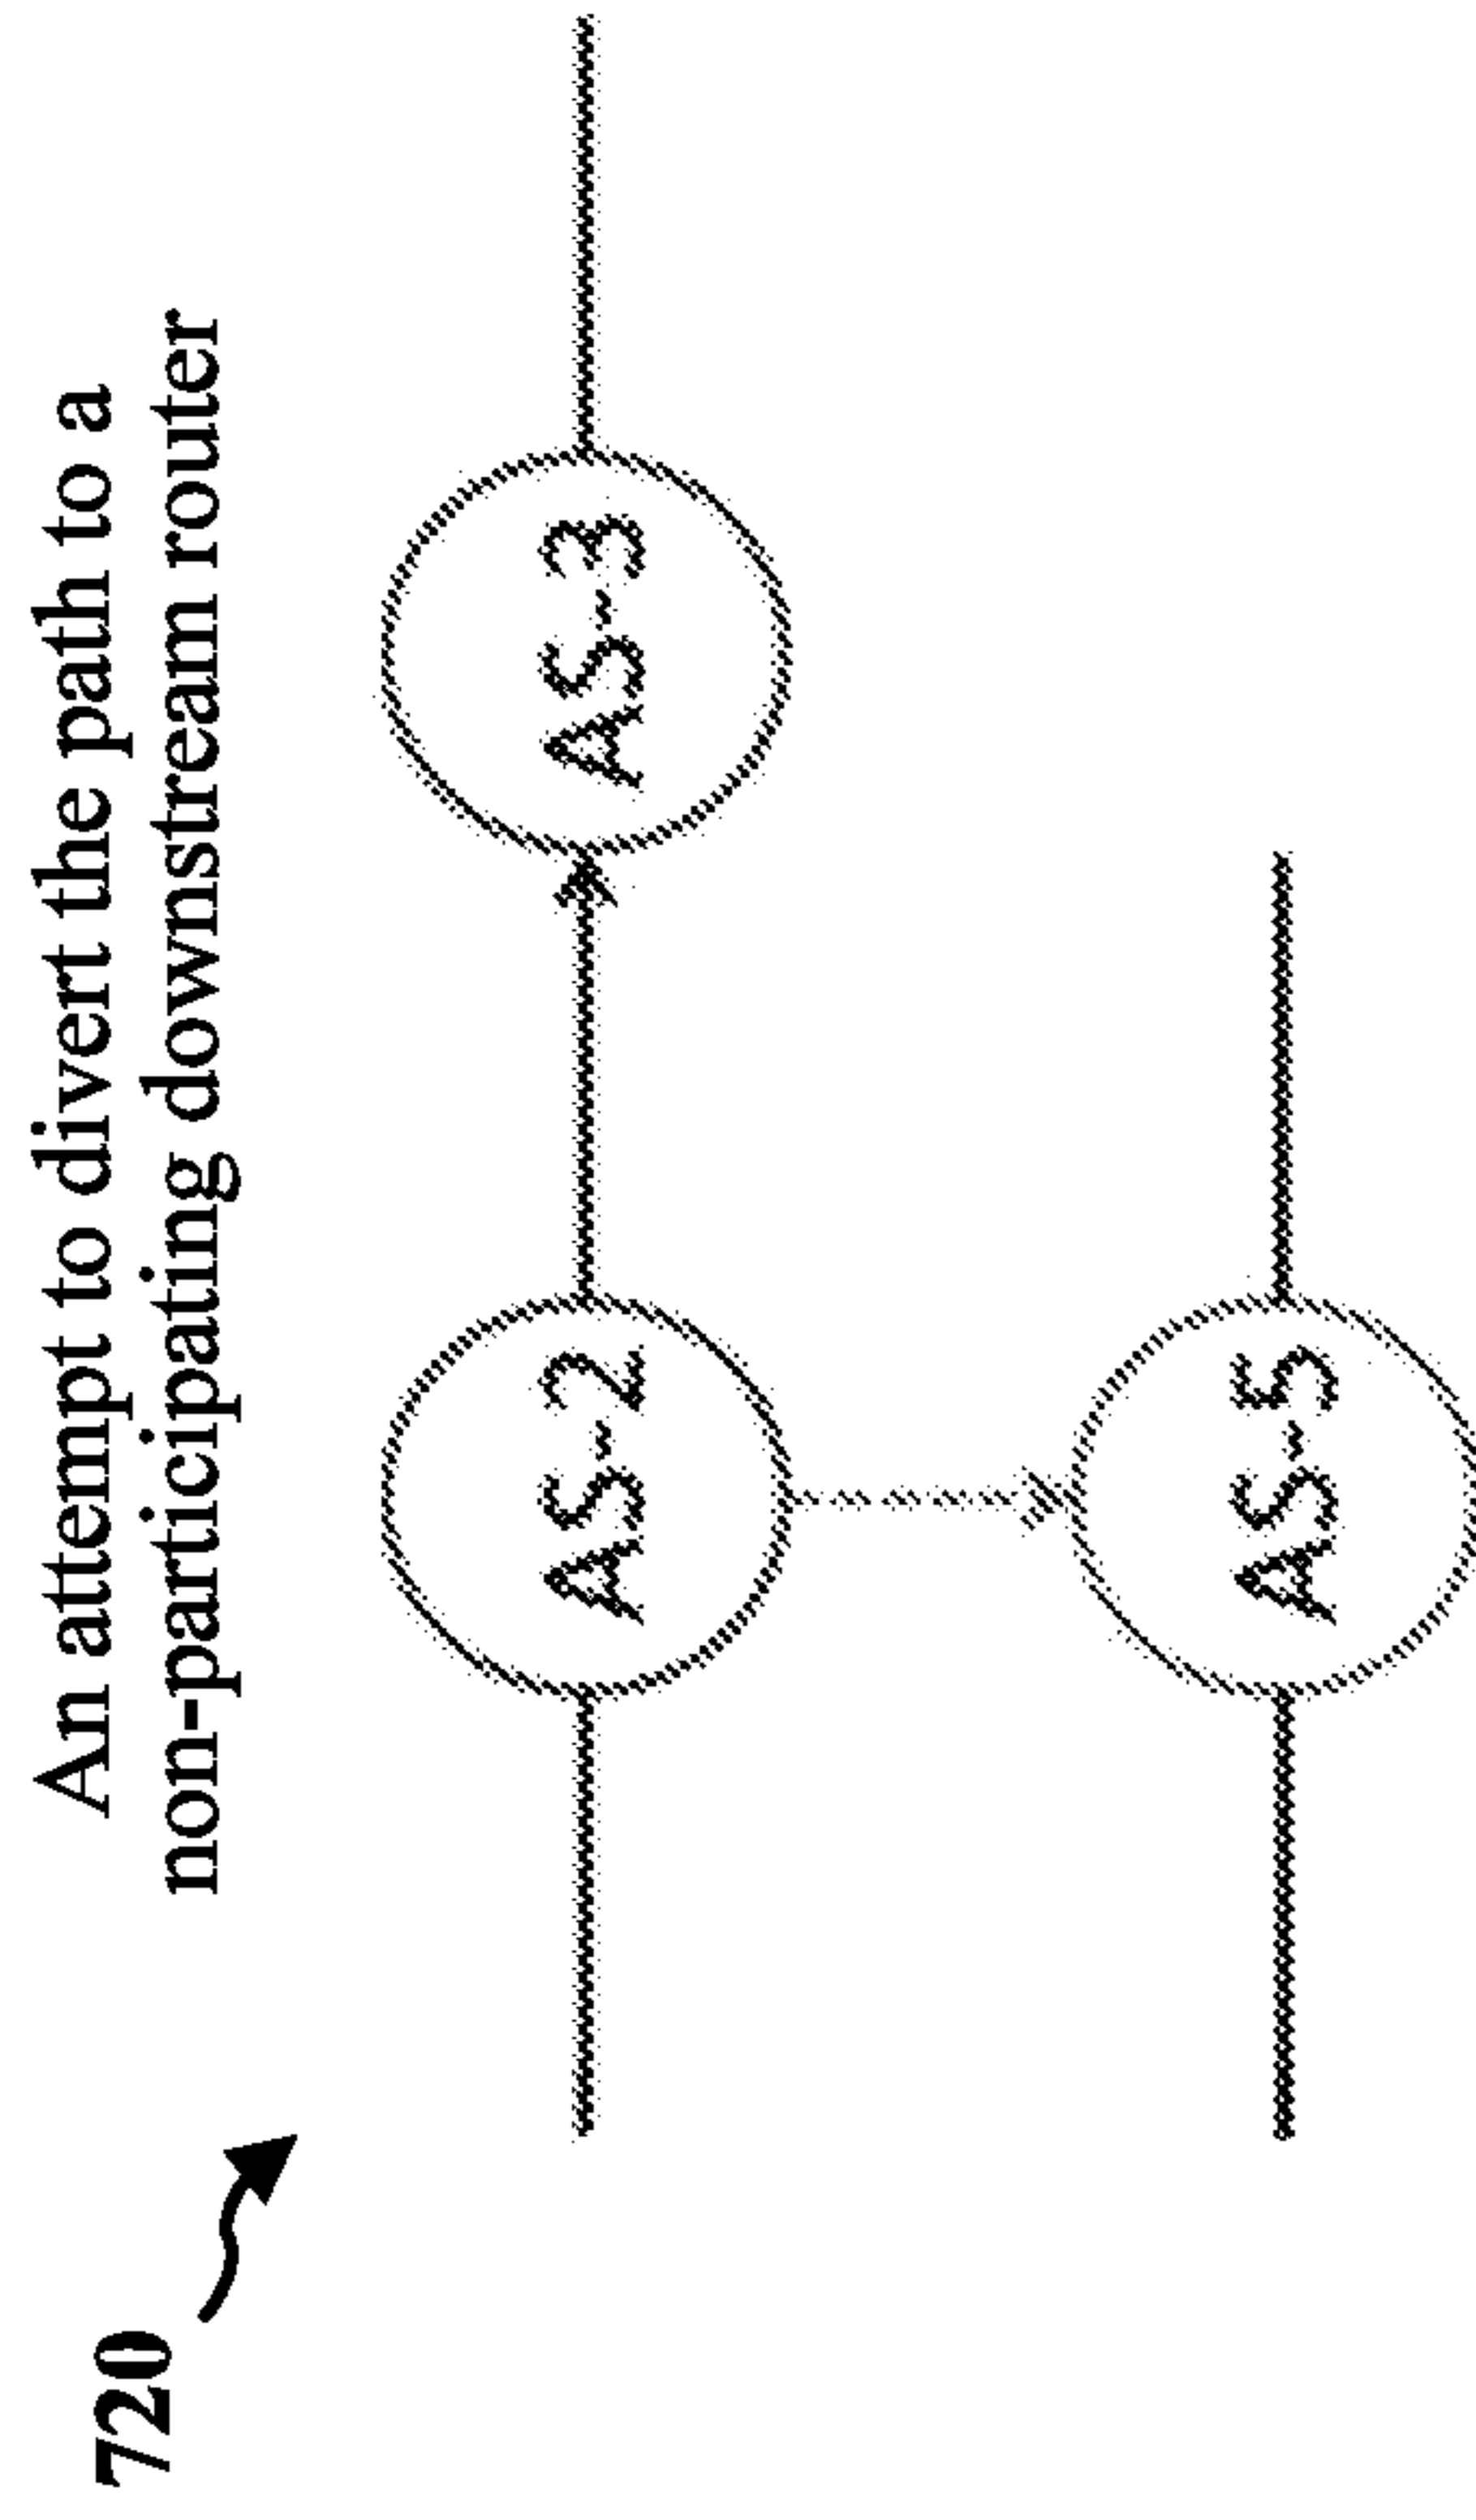 An attempt to divert the path to a
non-participating downstream router
720
AS-2
AS-3
AS-5